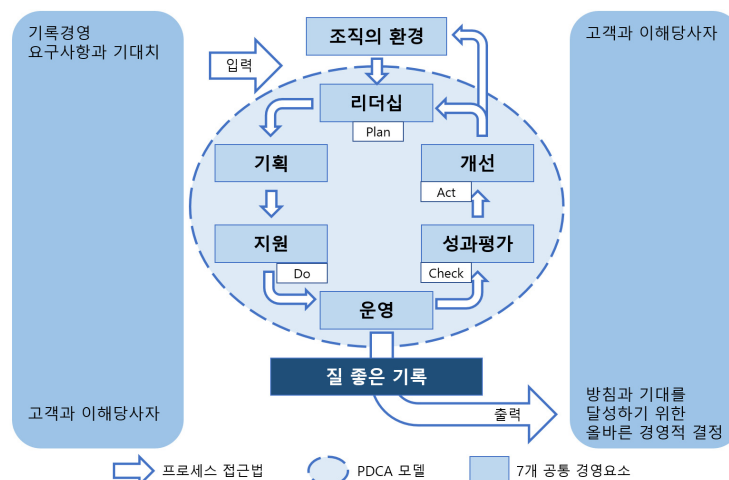 기록경영
요구사항과 기대치
고객과 이해당사자
입력
조직의 환경
리더십
Plan
기획
개선
Act
지원
Do
성과평가
Check
운영
질 좋은 기록
출력
고객과 이해당사자
방침과 기대를
달성하기 위한
올바른 경영적 결정
프로세스 접근법
PDCA 모델
7개 공통 경영요소